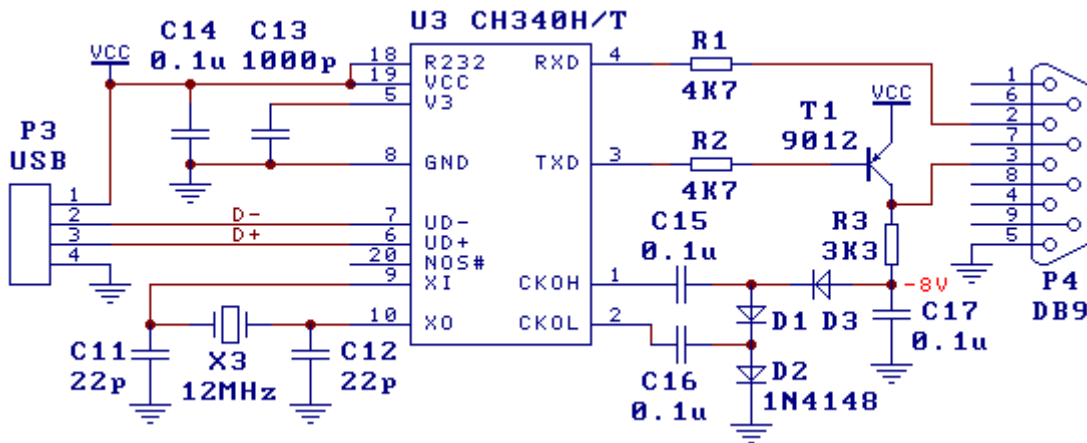 U3 CH340H/T
C14
0.1u
C13
1000p
VCC
18
19
5
8
7
6
20
9
10
R232
VCC
V3
GND
UD-
UD+
NOS#
XI
XO
RXD
TXD
CKOH
CKOL
4
3
1
2
P3
USB
1
2
3
4
D-
D+
C11
22p
X3
12MHz
C12
22p
R1
4K7
R2
4K7
T1
9012
VCC
C15
0.1u
C16
0.1u
D1
D3
D2
1N4148
R3
3K3
-8V
C17
0.1u
1
6
2
7
3
8
4
9
5
P4
DB9